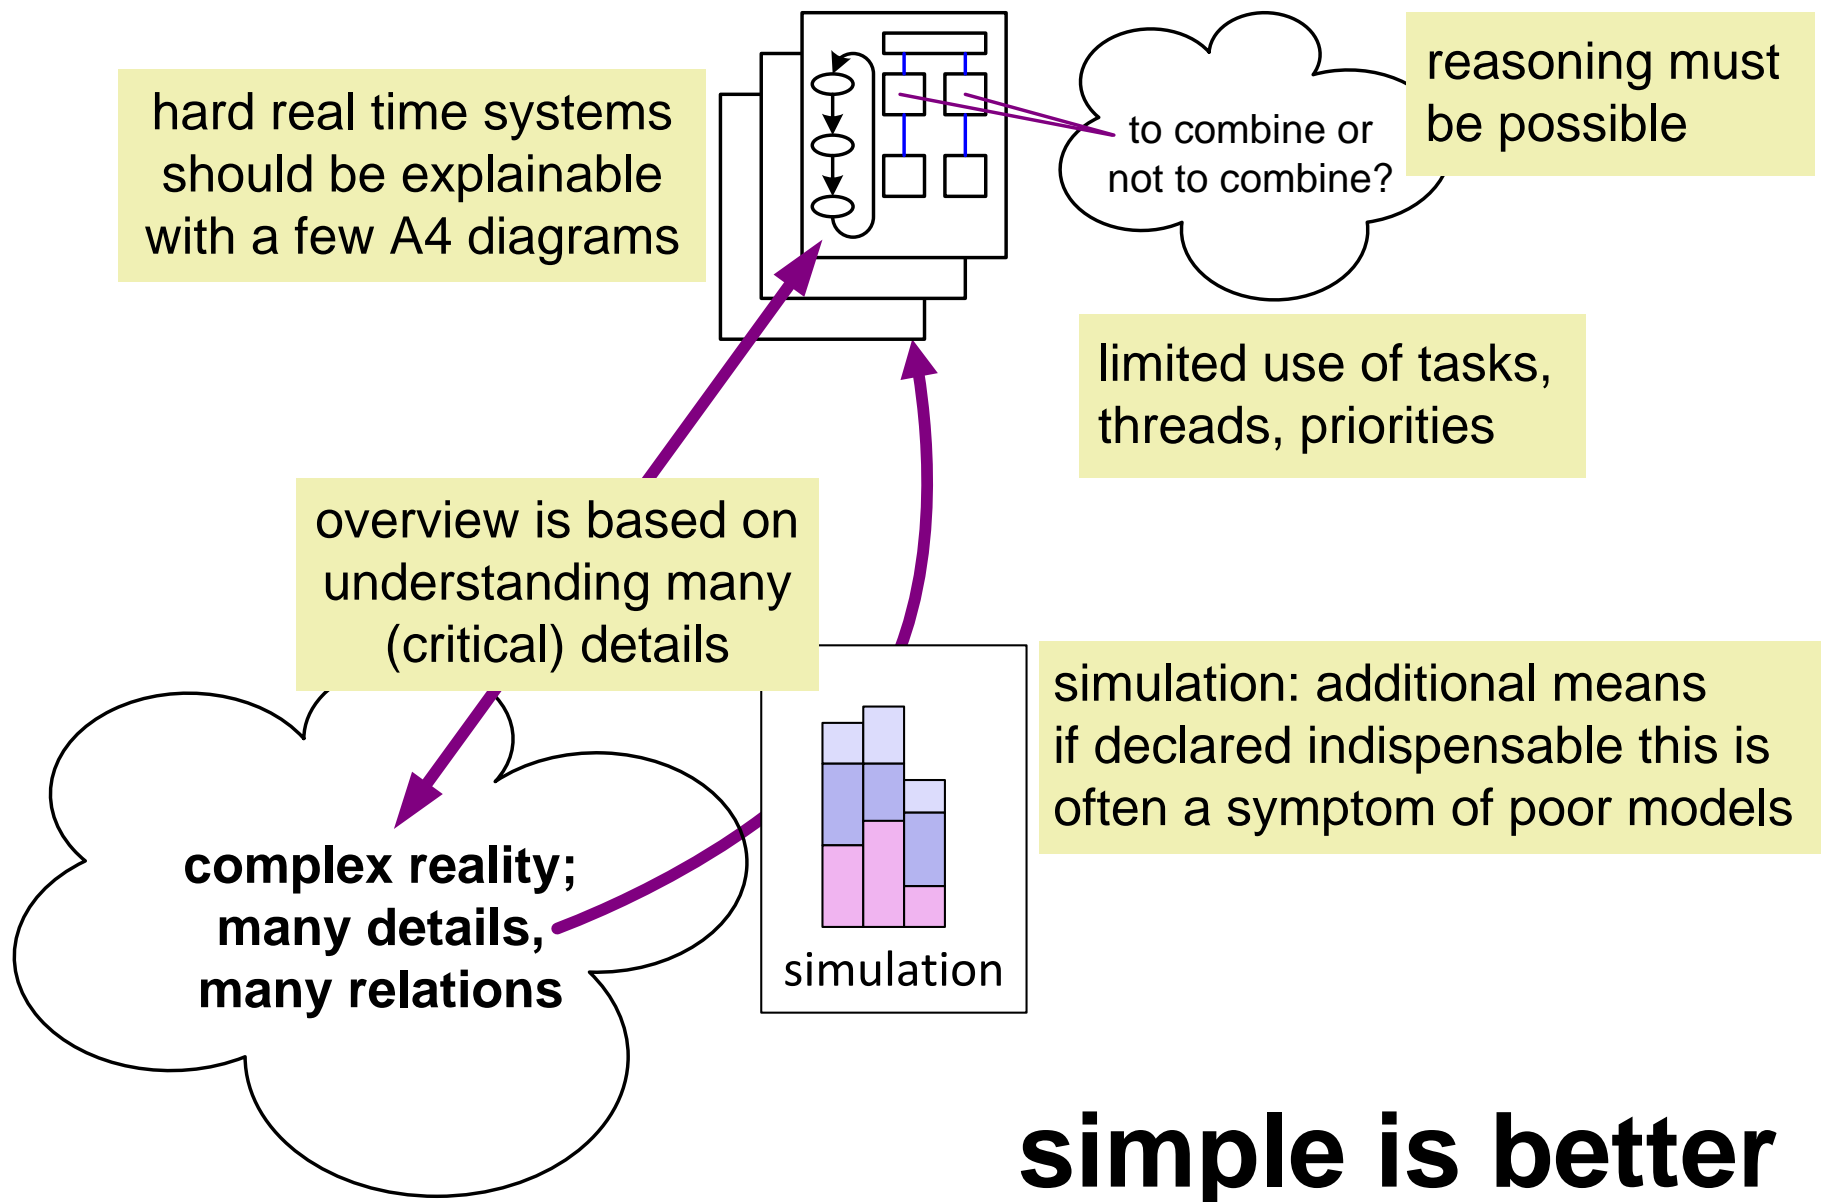 hard real time systems
should be explainable
with a few A4 diagrams
to combine or
not to combine?
reasoning must
be possible
limited use of tasks,
threads, priorities
overview is based on
understanding many
(critical) details
simulation: additional means
if declared indispensable this is
often a symptom of poor models
complex reality;
many details,
many relations
simulation
simple is better